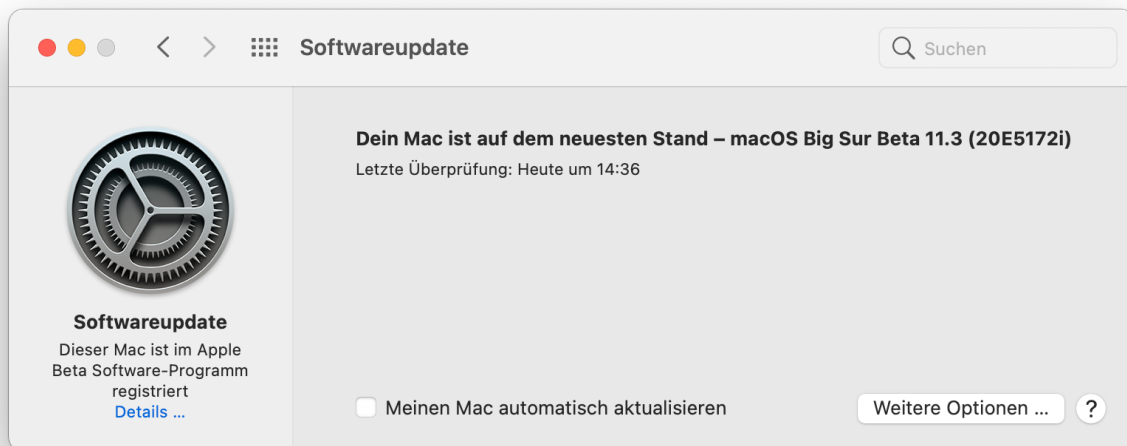 Softwareupdate
Suchen
Dein Mac ist auf dem neuesten Stand – macOS Big Sur Beta 11.3 (20E5172i)
Letzte Überprüfung: Heute um 14:36
Softwareupdate
Dieser Mac ist im Apple
Beta Software-Programm
registriert
Details ...
Meinen Mac automatisch aktualisieren
Weitere Optionen ...
?